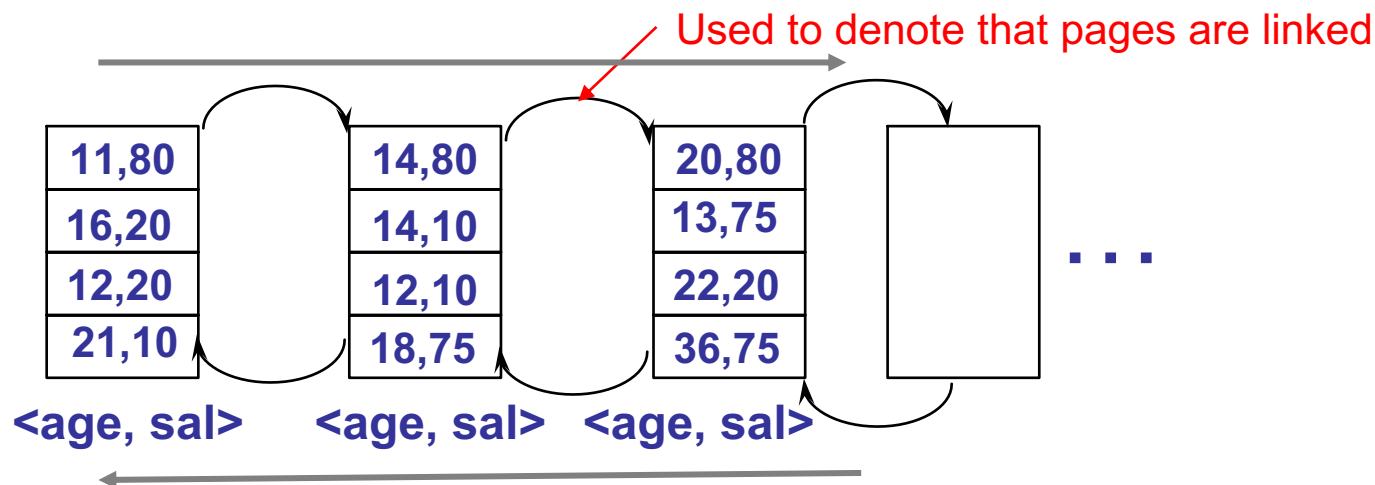 Used to denote that pages are linked
11,80
16,20
12,20
21,10
<age, sal>
14,80
14,10
12,10
18,75
<age, sal>
20,80
13,75
22,20
36,75
<age, sal>
. . .